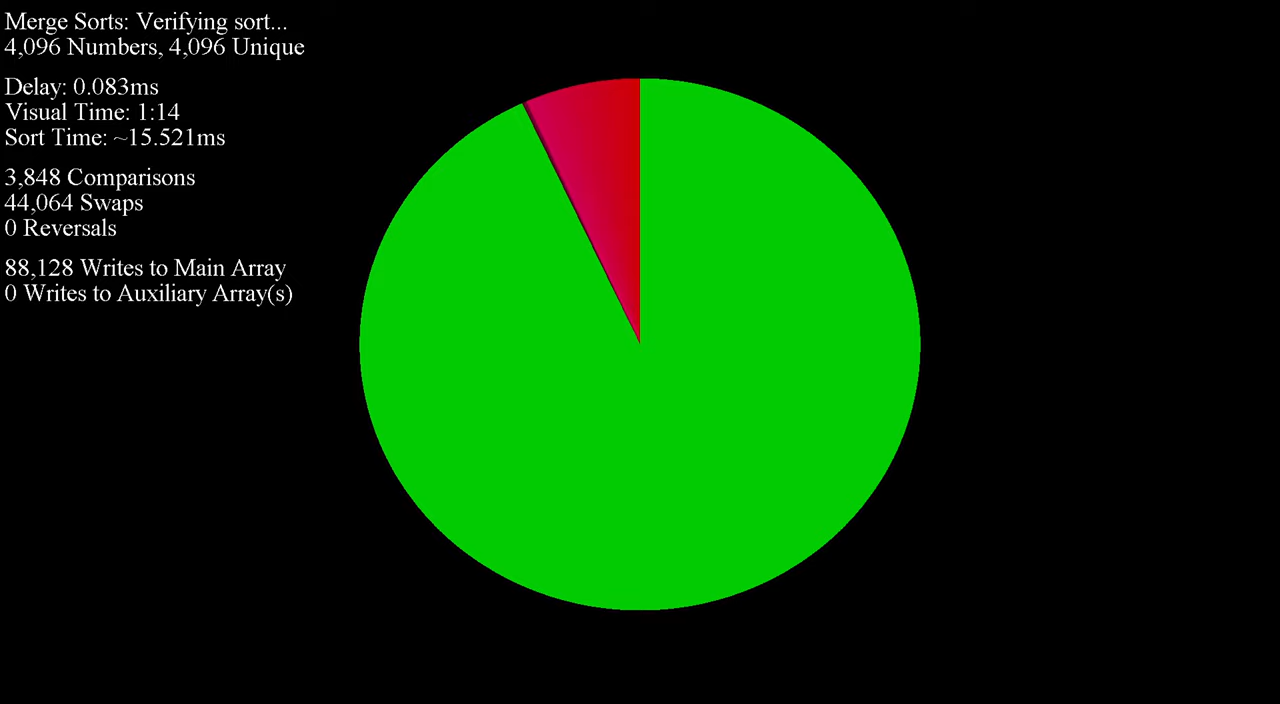 Merge Sorts: Verifying sort...
4,096 Numbers, 4,096 Unique
Delay: 0.083ms
Visual Time: 1:14
Sort Time: ~15.521ms
3,848 Comparisons
44,064 Swaps
0 Reversals
88,128 Writes to Main Array
0 Writes to Auxiliary Array(s)